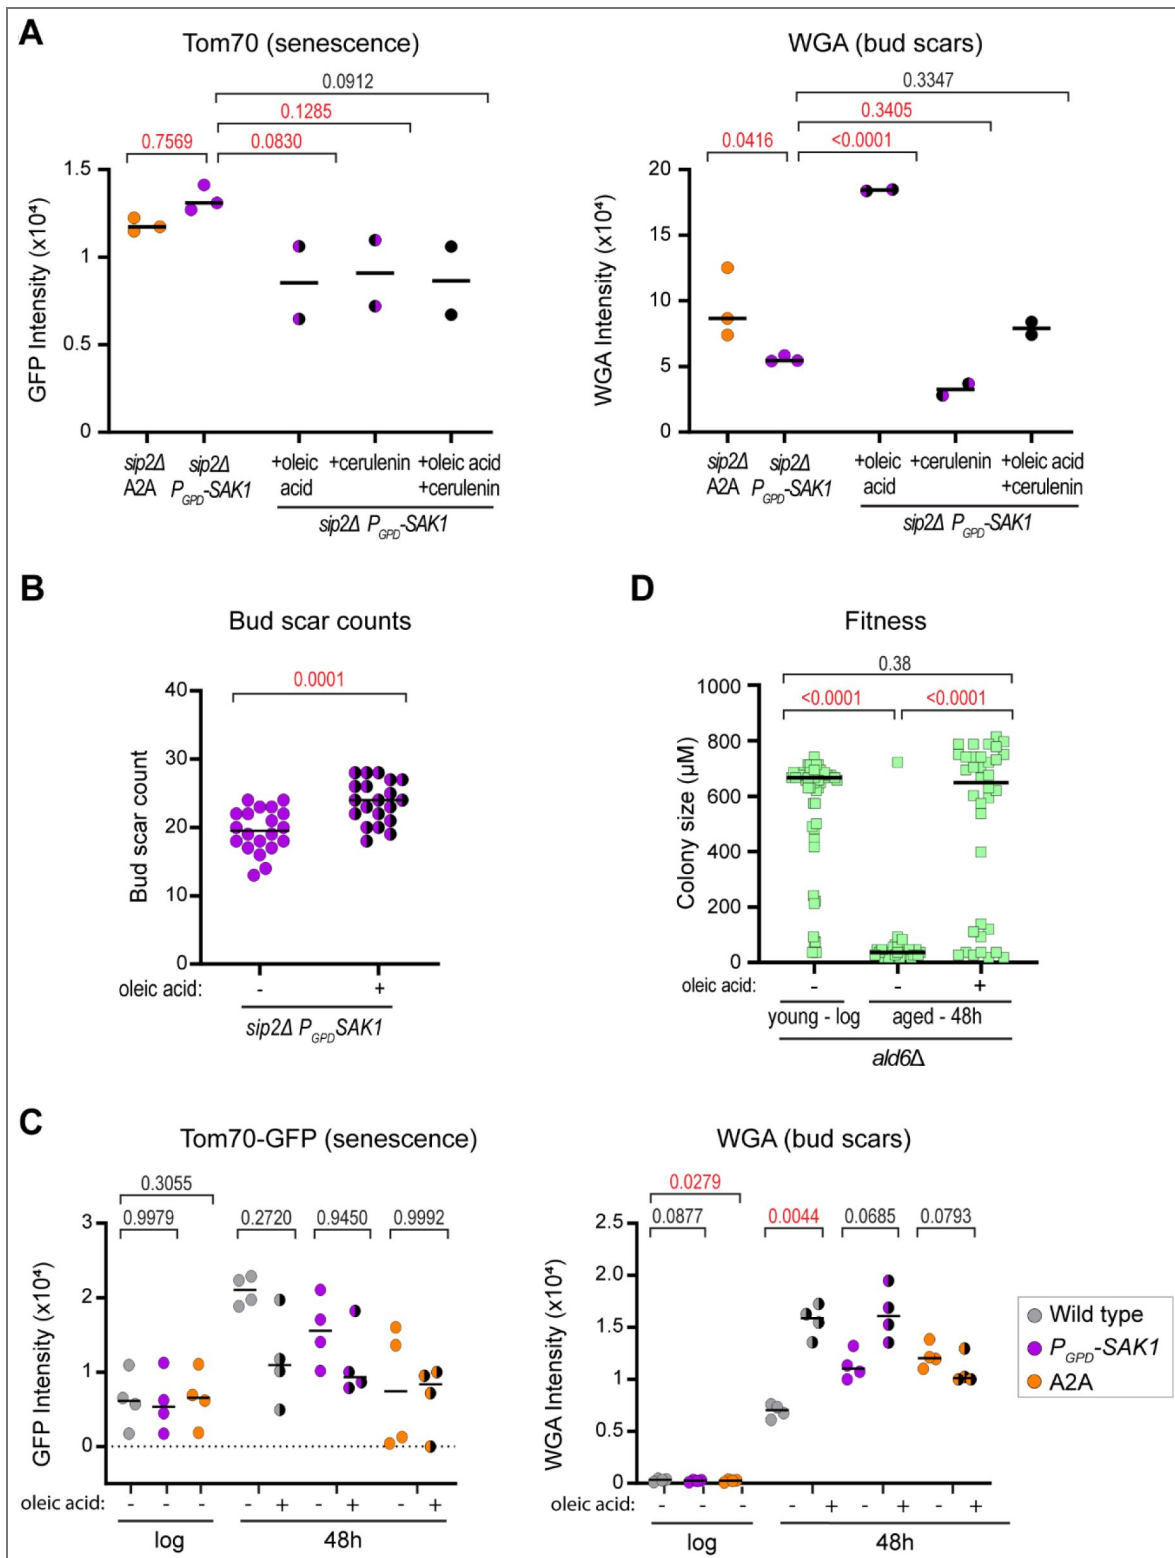 A
Tom70 (senescence)
0.0912
0.1285
0.7569
0.0830
GFP Intensity (x10⁴)
1.5
1
0.5
0
sip2Δ
A2A
sip2Δ
P_GPD-SAK1
+oleic
acid
+cerulenin
+oleic acid
+cerulenin
sip2Δ P_GPD-SAK1
WGA (bud scars)
0.3347
0.3405
0.0416
<0.0001
WGA Intensity (x10⁴)
20
15
10
5
0
sip2Δ
A2A
sip2Δ
P_GPD-SAK1
+oleic
acid
+cerulenin
+oleic acid
+cerulenin
sip2Δ P_GPD-SAK1
B
Bud scar counts
0.0001
Bud scar count
40
30
20
10
0
oleic acid: - +
sip2Δ P_GPDSAK1
D
Fitness
0.38
<0.0001 <0.0001
Colony size (µM)
1000
800
600
400
200
0
oleic acid: - - +
young - log aged - 48h
ald6Δ
C
Tom70-GFP (senescence)
0.3055
0.9979 0.2720 0.9450 0.9992
GFP Intensity (x10⁴)
3
2
1
0
oleic acid: - - - - + - + - +
log 48h
WGA (bud scars)
0.0279
0.0877 0.0044 0.0685 0.0793
WGA Intensity (x10⁴)
2.5
2.0
1.5
1.0
0.5
0
oleic acid: - - - - + - + - +
log 48h
Wild type
P_GPD-SAK1
A2A